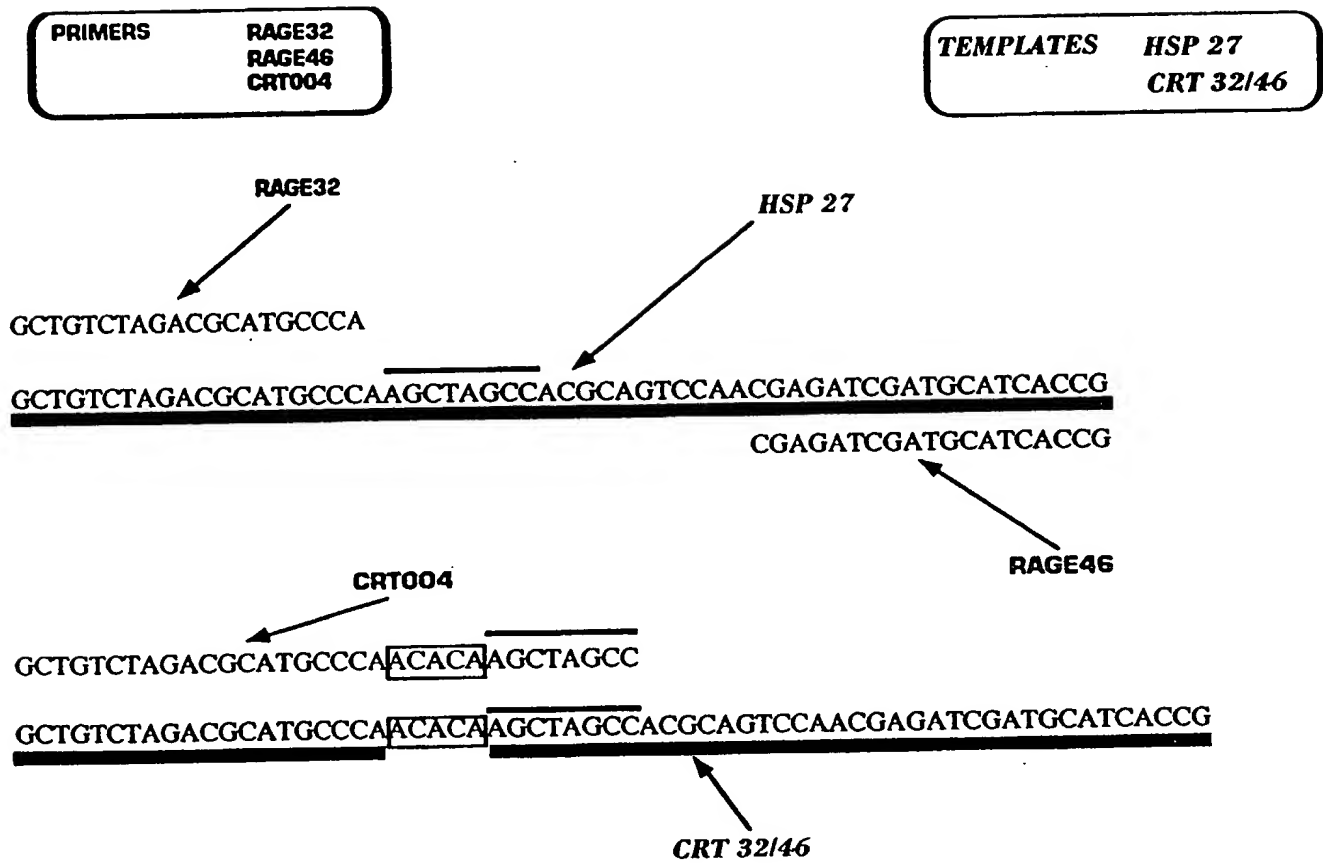 PRIMERS RAGE32
RAGE46
CRT004
TEMPLATES HSP 27
CRT 32/46
RAGE32
HSP 27
GCTGTCTAGACGCATGCCCA
GCTGTCTAGACGCATGCCCAAGCTAGCCACGCAGTCCAACGAGATCGATGCATCACCG
CGAGATCGATGCATCACCG
RAGE46
CRT004
GCTGTCTAGACGCATGCCCAACACAAGCTAGCC
GCTGTCTAGACGCATGCCCAACACAAGCTAGCCACGCAGTCCAACGAGATCGATGCATCACCG
CRT 32/46